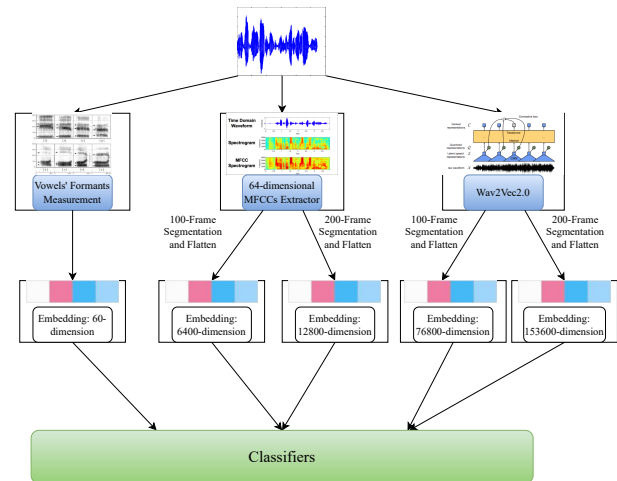 Time Domain
Waveform
Spectrogram
MFCC
Spectrogram
Vowels' Formants
Measurement
64-dimensional
MFCCs Extractor
Wav2Vec2.0
100-Frame
Segmentation
and Flatten
200-Frame
Segmentation
and Flatten
100-Frame
Segmentation
and Flatten
200-Frame
Segmentation
and Flatten
Embedding: 60-
dimension
Embedding:
6400-dimension
Embedding:
12800-dimension
Embedding:
76800-dimension
Embedding:
153600-dimension
Classifiers